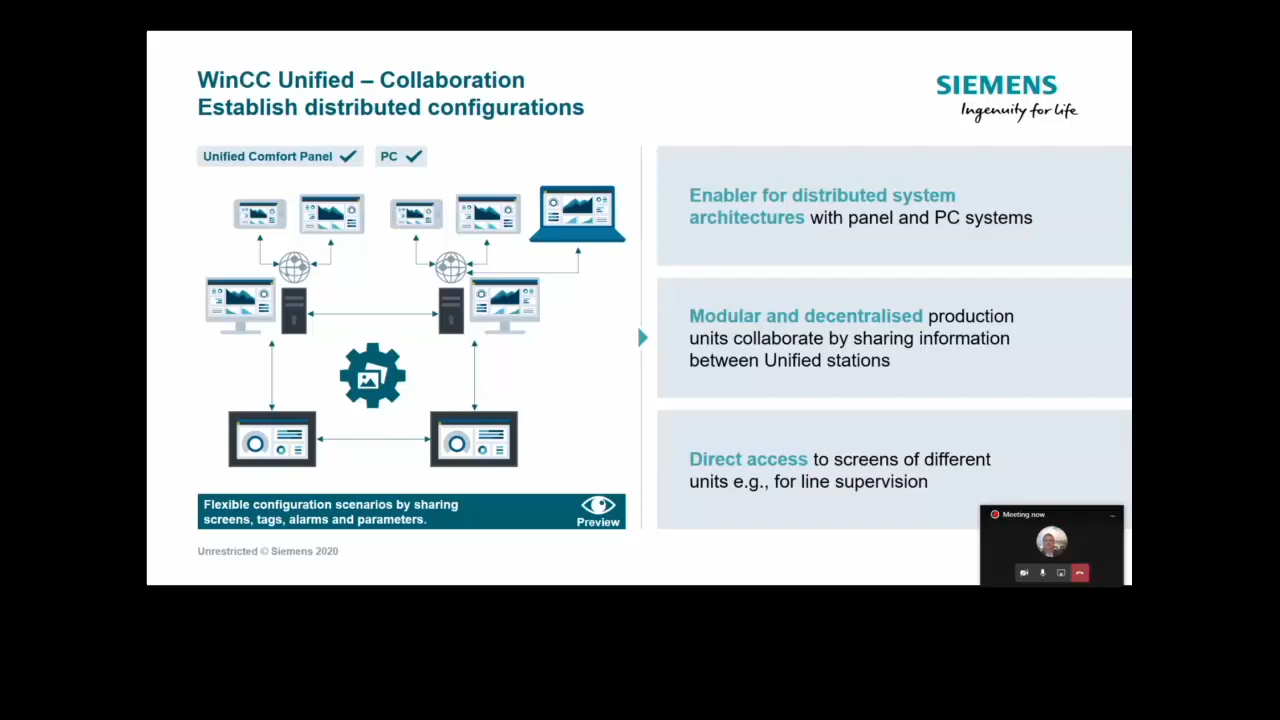 WinCC Unified – Collaboration
Establish distributed configurations
SIEMENS
Ingenuity for life
Unified Comfort Panel
PC
Enabler for distributed system
architectures with panel and PC systems
Modular and decentralised production
units collaborate by sharing information
between Unified stations
Direct access to screens of different
units e.g., for line supervision
Flexible configuration scenarios by sharing
screens, tags, alarms and parameters.
Preview
Unrestricted © Siemens 2020
Meeting now